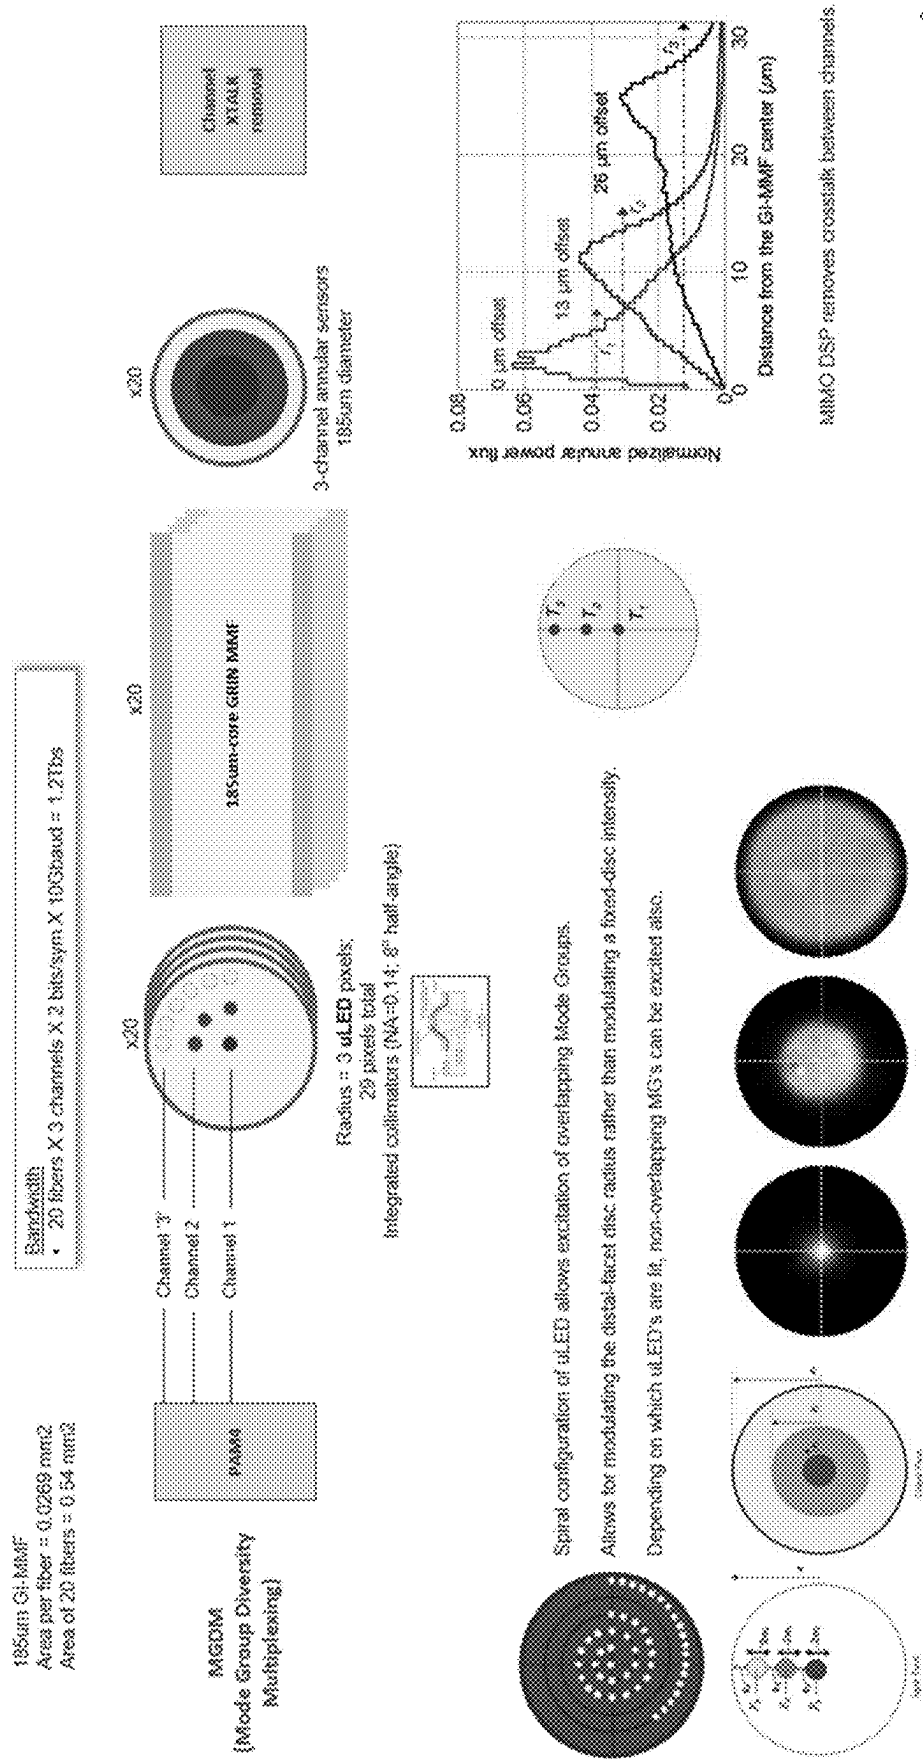 185um GI-MMF
Area per fiber = 0.0269 mm2
Area of 20 fibers = 0.54 mm2
Bandwidth
• 20 fibers X 3 channels X 2 bits/sym X 10Gbaud = 1.2Tbs
MGDM
(Mode Group Diversity
Multiplexing)
PAM4
Channel '3'
Channel 2
Channel 1
x20
Radius = 3 uLED pixels;
29 pixels total
Integrated collimators (NA=0.14; 8° half-angle)
x20
185um-core GRIN MMF
x20
3-channel annular sensors
185um diameter
Channel
XTALK
removal
Spiral configuration of uLED allows excitation of overlapping Mode Groups.
Allows for modulating the distal-facet disc radius rather than modulating a fixed-disc intensity.
Depending on which uLED's are lit, non-overlapping MG's can be excited also.
T3
T2
T1
Normalized annular power flux
0.08
0.06
0.04
0.02
0
0 μm offset
13 μm offset
26 μm offset
r1
r2
r3
0
10
20
30
Distance from the GI-MMF center (μm)
MIMO DSP removes crosstalk between channels.